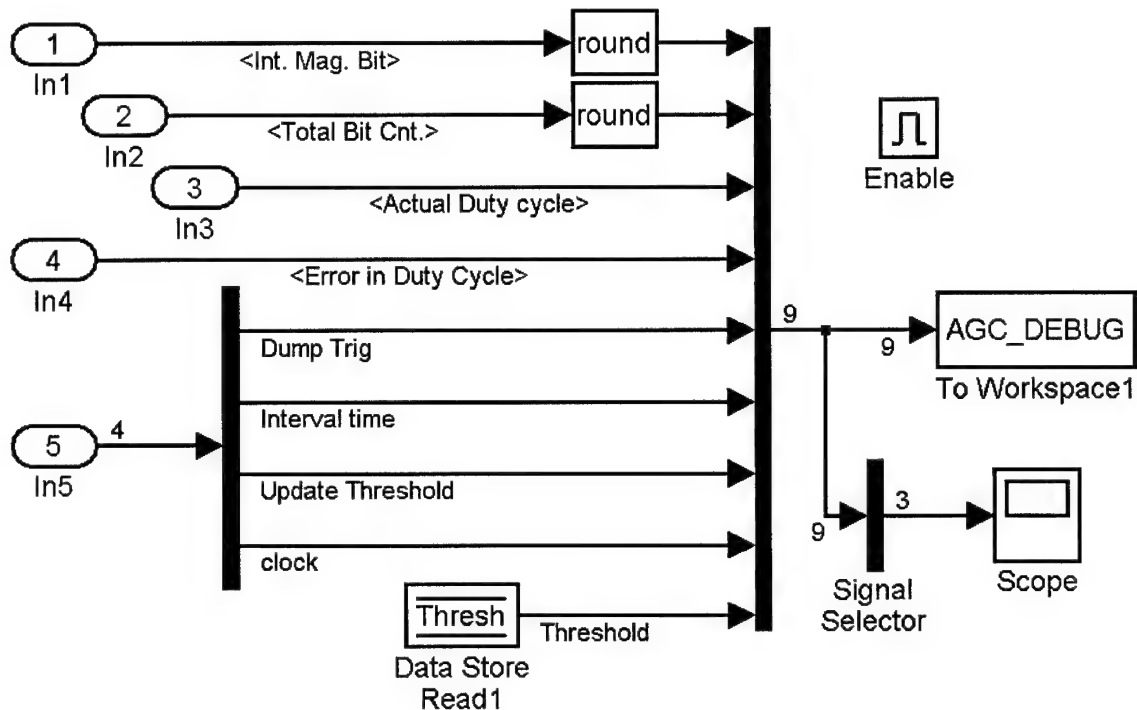 1
In1
<Int. Mag. Bit>
round
2
In2
<Total Bit Cnt.>
round
Enable
3
In3
<Actual Duty cycle>
4
In4
<Error in Duty Cycle>
Dump Trig
Interval time
5
In5
4
Update Threshold
clock
Thresh
Data Store
Read1
Threshold
9
9
AGC_DEBUG
To Workspace1
9
3
Signal
Selector
Scope